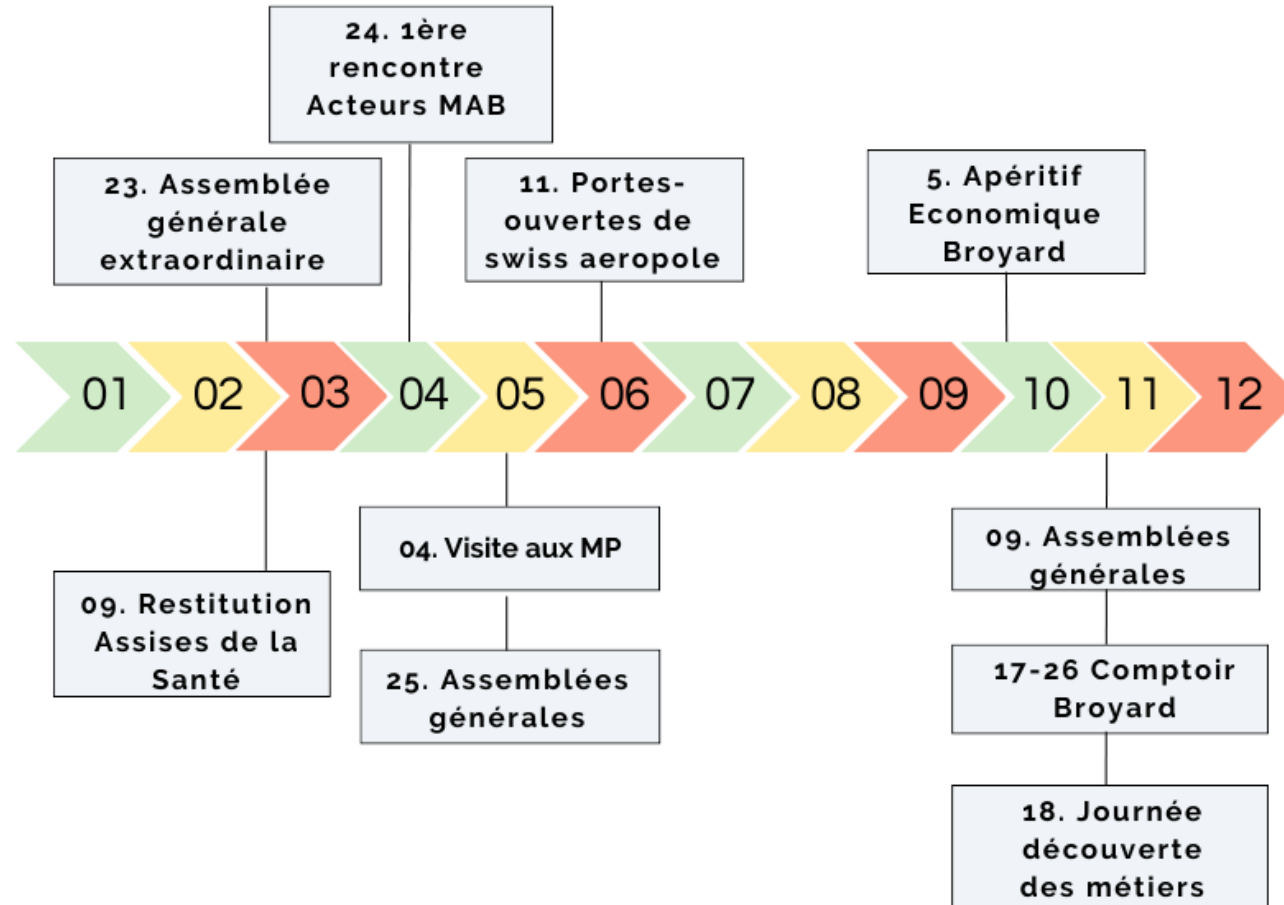 24. 1ère
rencontre
Acteurs MAB
23. Assemblée
générale
extraordinaire
11. Portes-
ouvertes de
swiss aeropole
5. Apéritif
Economique
Broyard
01 02 03 04 05 06 07 08 09 10 11 12
09. Restitution
Assises de la
Santé
04. Visite aux MP
25. Assemblées
générales
09. Assemblées
générales
17-26 Comptoir
Broyard
18. Journée
découverte
des métiers